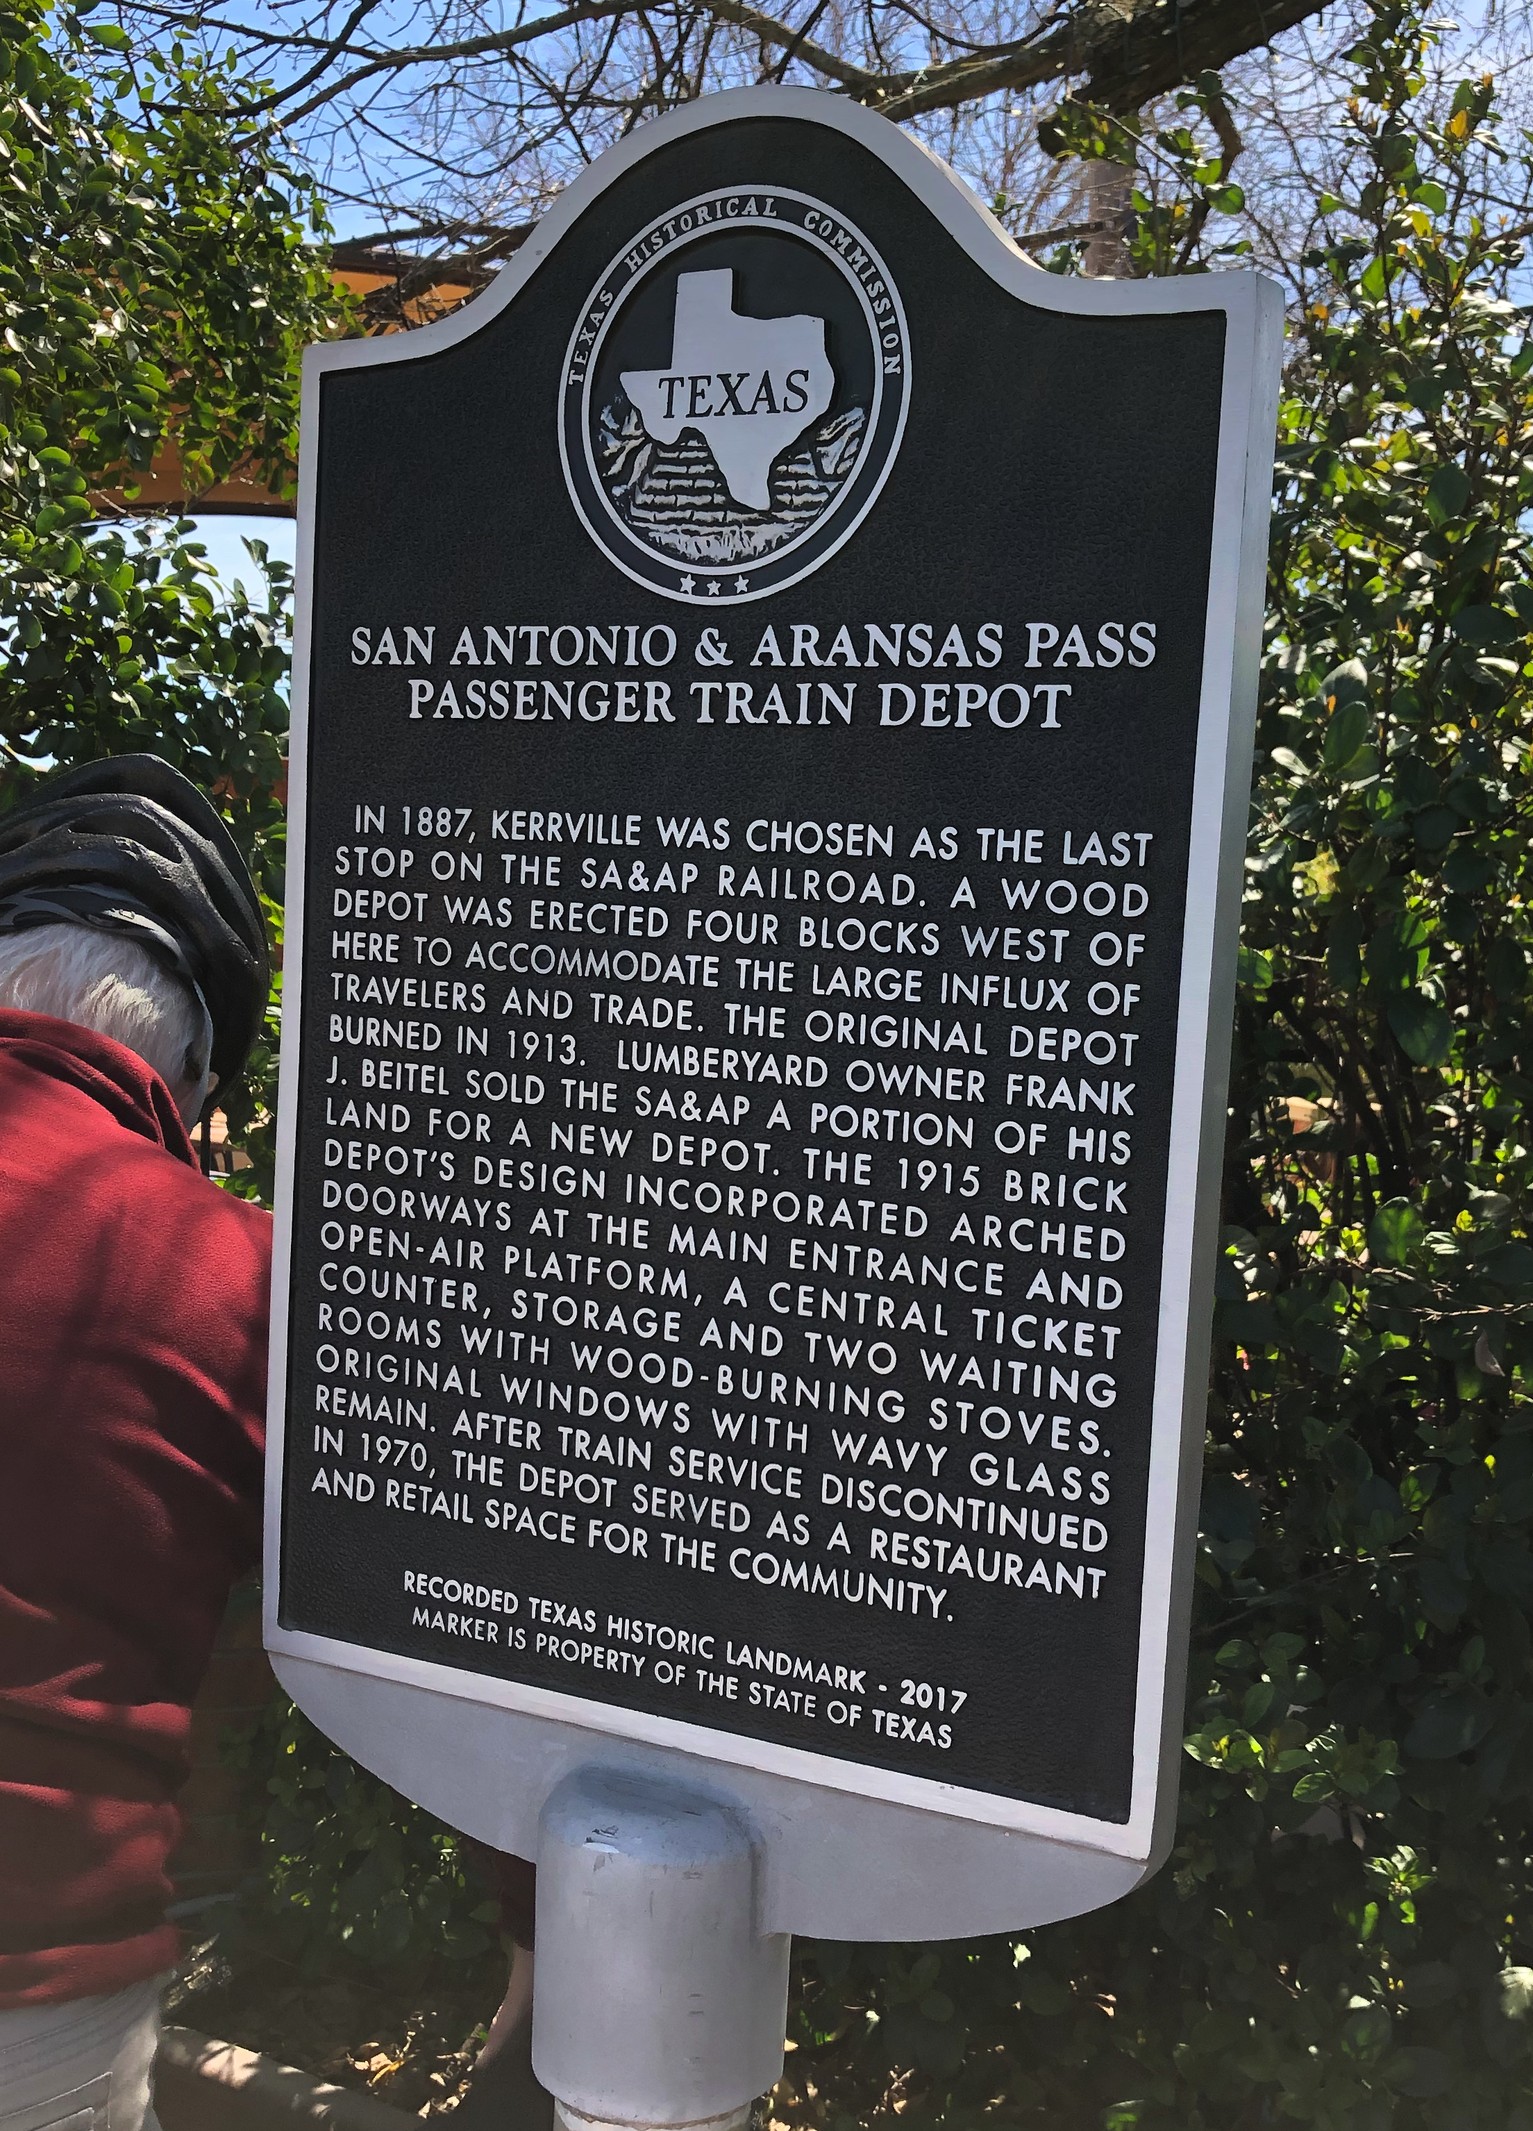 TEXAS HISTORICAL COMMISSION
TEXAS
SAN ANTONIO & ARANSAS PASS
PASSENGER TRAIN DEPOT
IN 1887, KERRVILLE WAS CHOSEN AS THE LAST
STOP ON THE SA&AP RAILROAD. A WOOD
DEPOT WAS ERECTED FOUR BLOCKS WEST OF
HERE TO ACCOMMODATE THE LARGE INFLUX OF
TRAVELERS AND TRADE. THE ORIGINAL DEPOT
BURNED IN 1913. LUMBERYARD OWNER FRANK
J. BEITEL SOLD THE SA&AP A PORTION OF HIS
LAND FOR A NEW DEPOT. THE 1915 BRICK
DEPOT'S DESIGN INCORPORATED ARCHED
DOORWAYS AT THE MAIN ENTRANCE AND
OPEN-AIR PLATFORM, A CENTRAL TICKET
COUNTER, STORAGE AND TWO WAITING
ROOMS WITH WOOD-BURNING STOVES.
ORIGINAL WINDOWS WITH WAVY GLASS
REMAIN. AFTER TRAIN SERVICE DISCONTINUED
IN 1970, THE DEPOT SERVED AS A RESTAURANT
AND RETAIL SPACE FOR THE COMMUNITY.
RECORDED TEXAS HISTORIC LANDMARK - 2017
MARKER IS PROPERTY OF THE STATE OF TEXAS